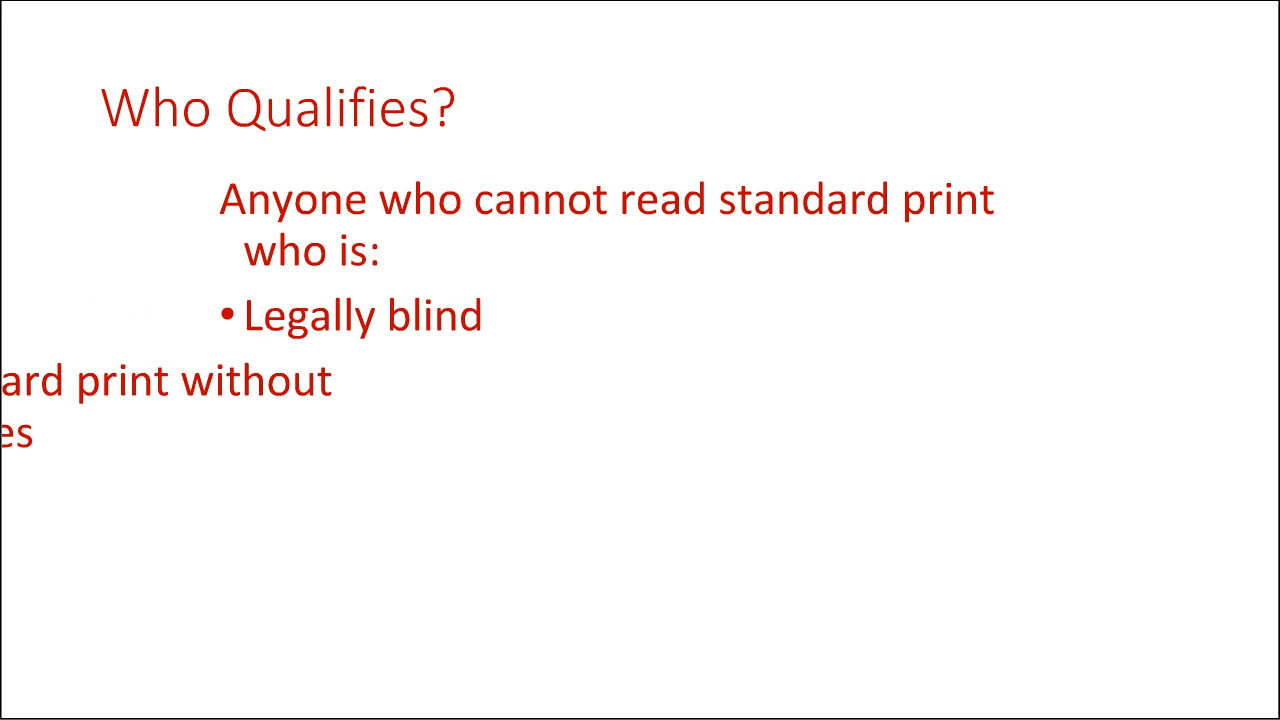 Who Qualifies?
Anyone who cannot read standard print
who is:
• Legally blind
ard print without
es